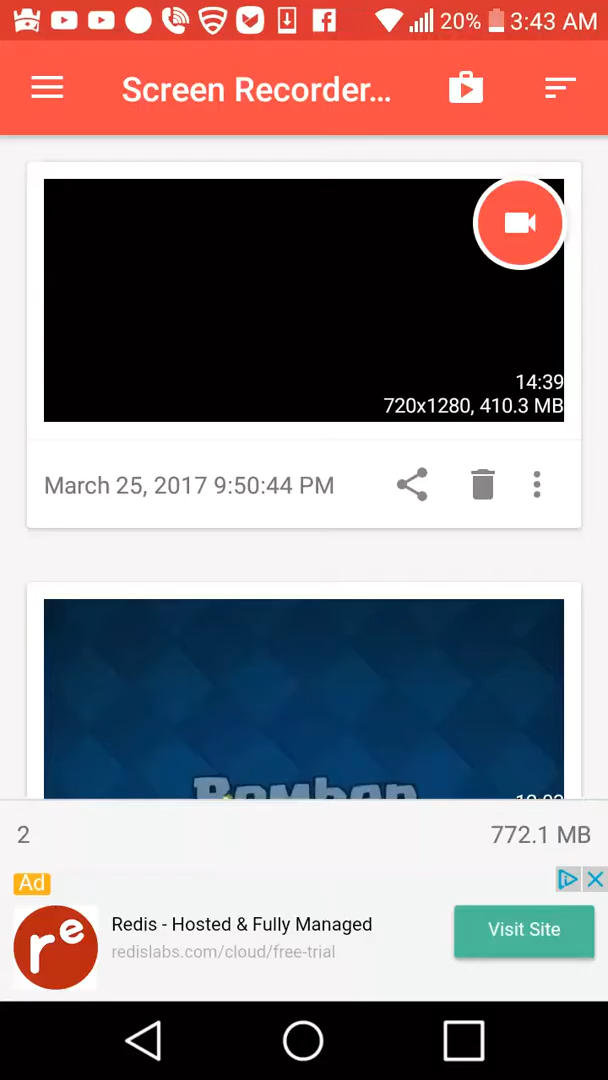 20% 3:43 AM
Screen Recorder...
14:39
720x1280, 410.3 MB
March 25, 2017 9:50:44 PM
2
772.1 MB
Ad
re
Redis - Hosted & Fully Managed
redislabs.com/cloud/free-trial
Visit Site